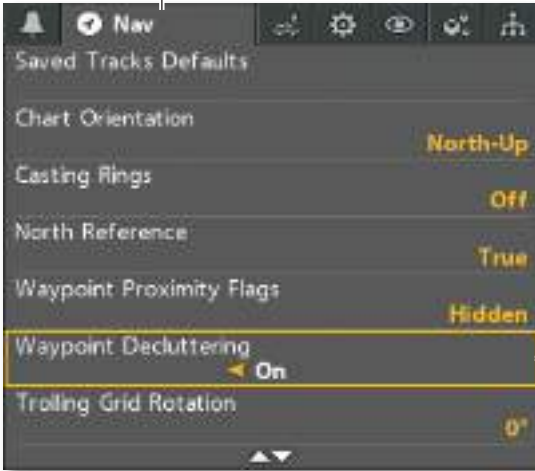 Nav
Saved Tracks Defaults
Chart Orientation
North-Up
Casting Rings
Off
North Reference
True
Waypoint Proximity Flags
Hidden
Waypoint Decluttering
On
Trolling Grid Rotation
0°